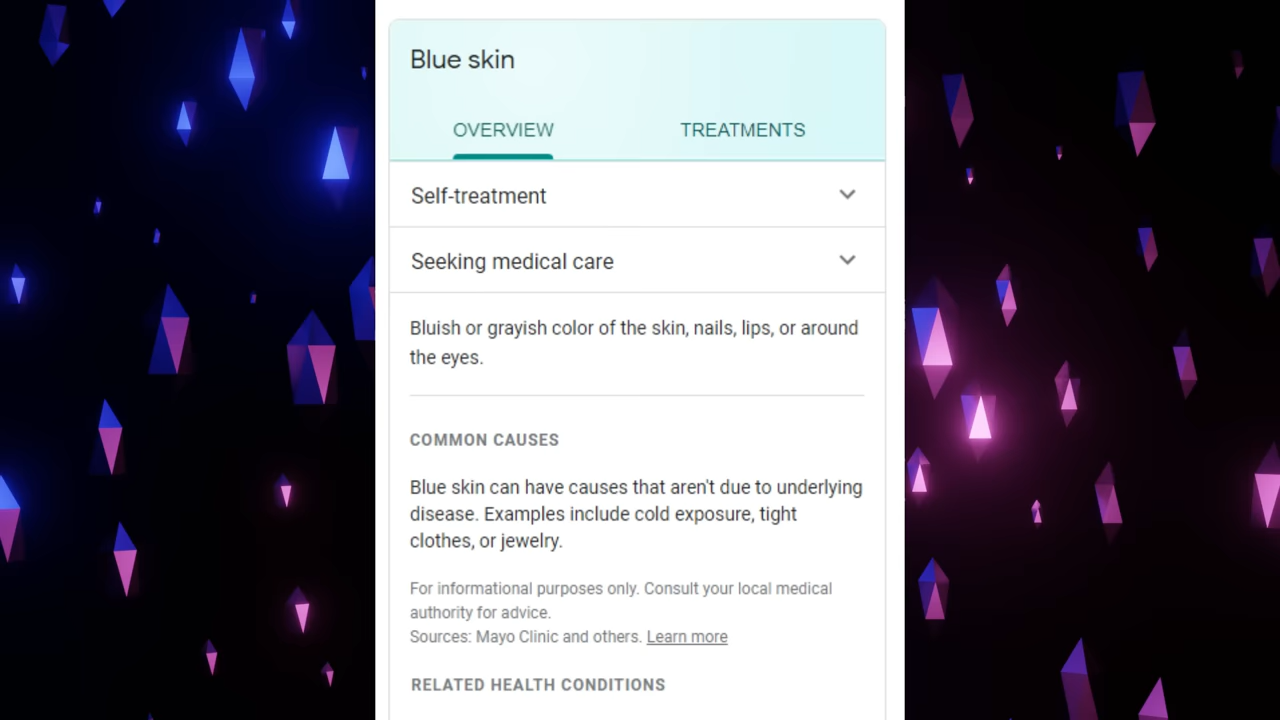 Blue skin
OVERVIEW TREATMENTS
Self-treatment
Seeking medical care
Bluish or grayish color of the skin, nails, lips, or around
the eyes.
COMMON CAUSES
Blue skin can have causes that aren't due to underlying
disease. Examples include cold exposure, tight
clothes, or jewelry.
For informational purposes only. Consult your local medical
authority for advice.
Sources: Mayo Clinic and others. Learn more
RELATED HEALTH CONDITIONS